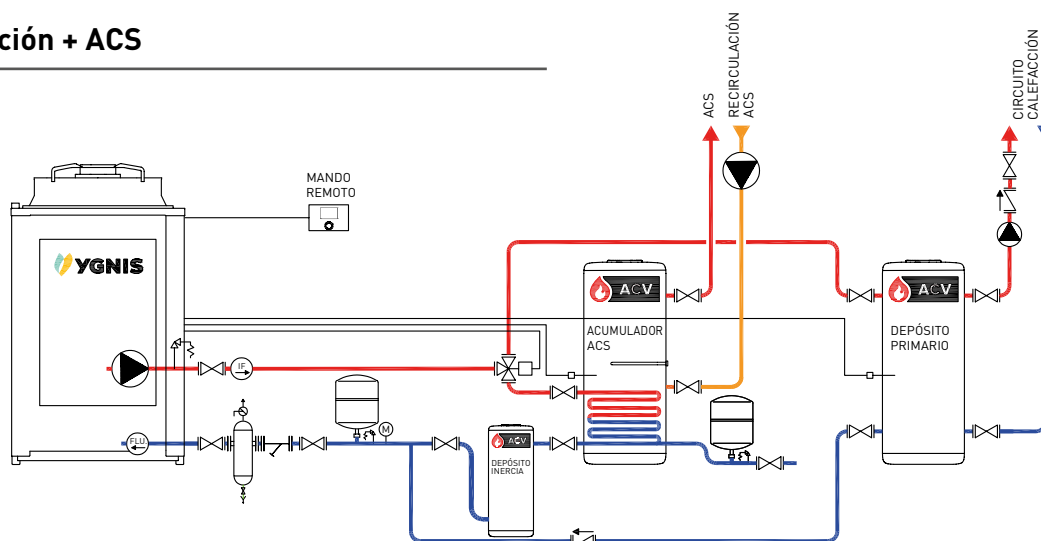 ción + ACS
ACS
RECIRCULACIÓN
ACS
CIRCUITO
CALEFACCIÓN
MANDO
REMOTO
YGNIS
ACV
ACV
ACUMULADOR
ACS
DEPÓSITO
PRIMARIO
IF
FLU
M
ACV
DEPÓSITO
INERCIA